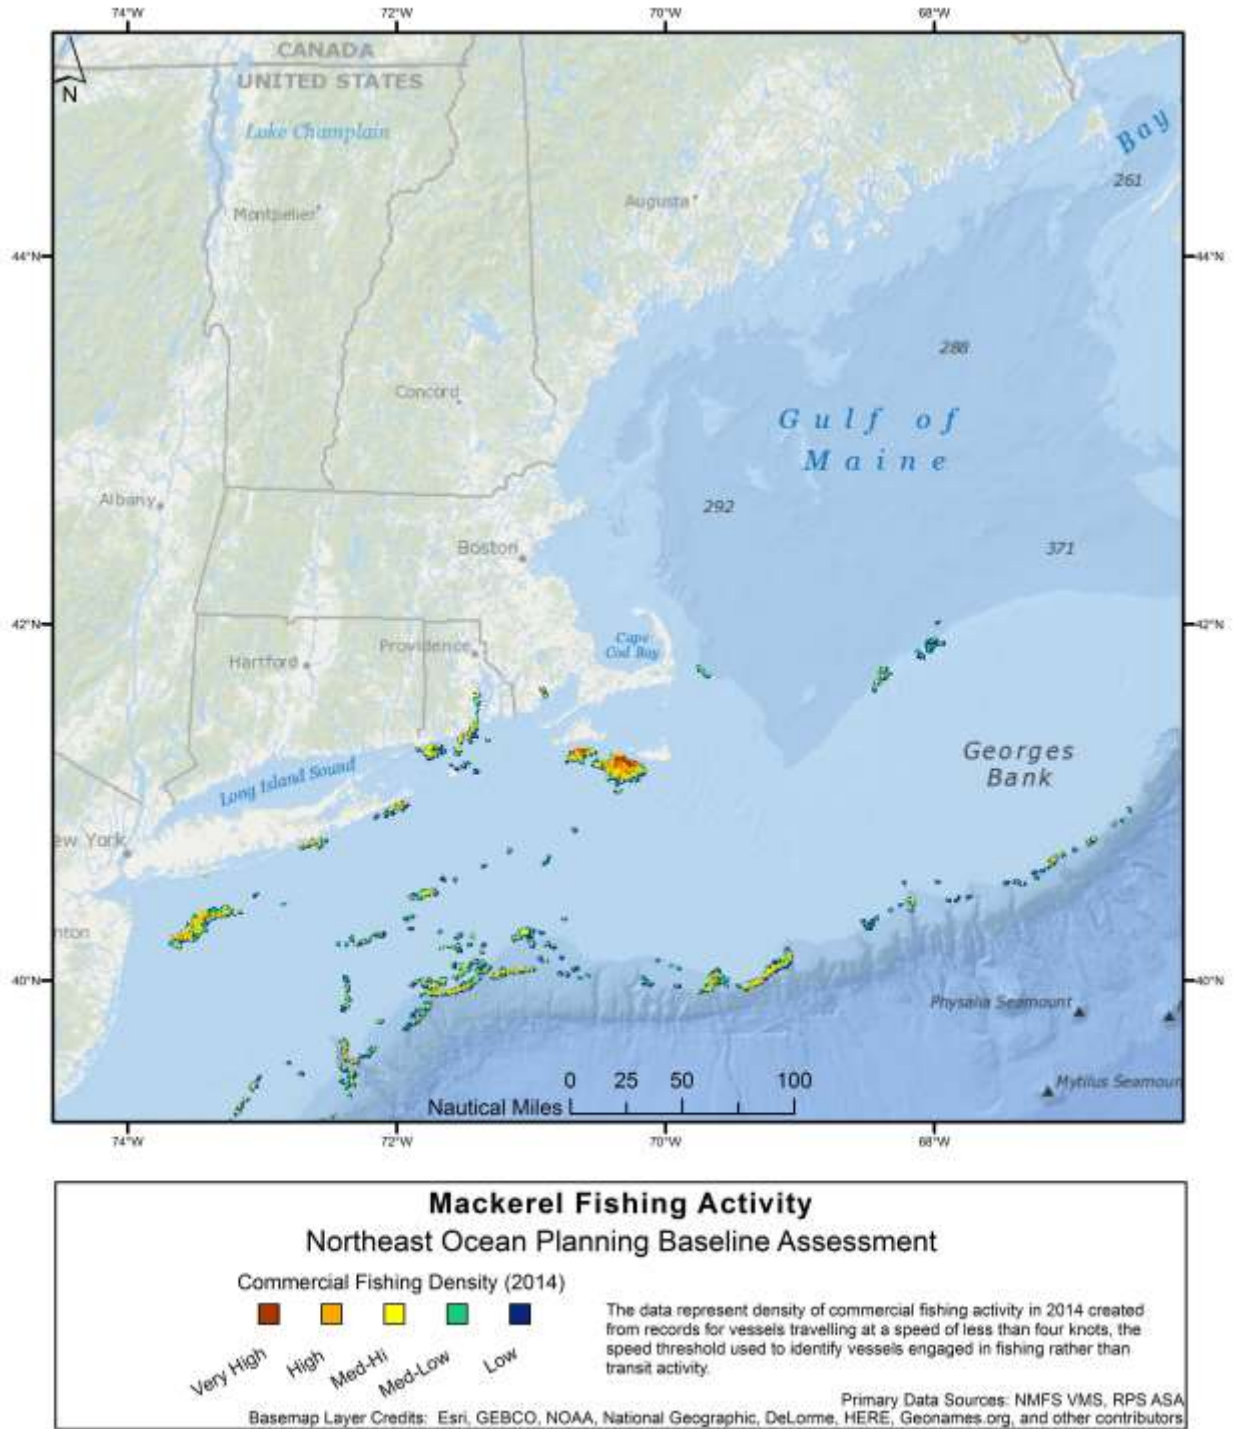 74°W 72°W 70°W 68°W
CANADA
UNITED STATES
N
Lake Champlain
Bay
261
Montpelier
Augusta
44°N 44°N
288
Concord
Gulf of
Maine
Albany
292
Boston
371
42°N 42°N
Cape
Cod Bay
Providence
Hartford
Georges
Bank
Long Island Sound
ew York
nton
40°N 40°N
Physalia Seamount
Mytilus Seamoun
0 25 50 100
Nautical Miles
74°W 72°W 70°W 68°W
Mackerel Fishing Activity
Northeast Ocean Planning Baseline Assessment
Commercial Fishing Density (2014)
Very High High Med-Hi Med-Low Low
The data represent density of commercial fishing activity in 2014 created
from records for vessels travelling at a speed of less than four knots, the
speed threshold used to identify vessels engaged in fishing rather than
transit activity.
Primary Data Sources: NMFS VMS, RPS ASA
Basemap Layer Credits: Esri, GEBCO, NOAA, National Geographic, DeLorme, HERE, Geonames.org, and other contributors